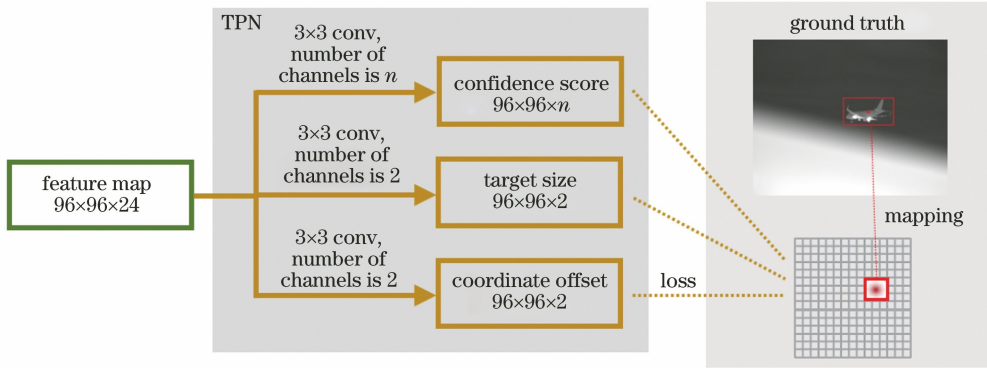 TPN
3×3 conv,
number of
channels is n
confidence score
96×96×n
3×3 conv,
number of
channels is 2
target size
96×96×2
feature map
96×96×24
3×3 conv,
number of
channels is 2
coordinate offset
96×96×2
loss
ground truth
mapping